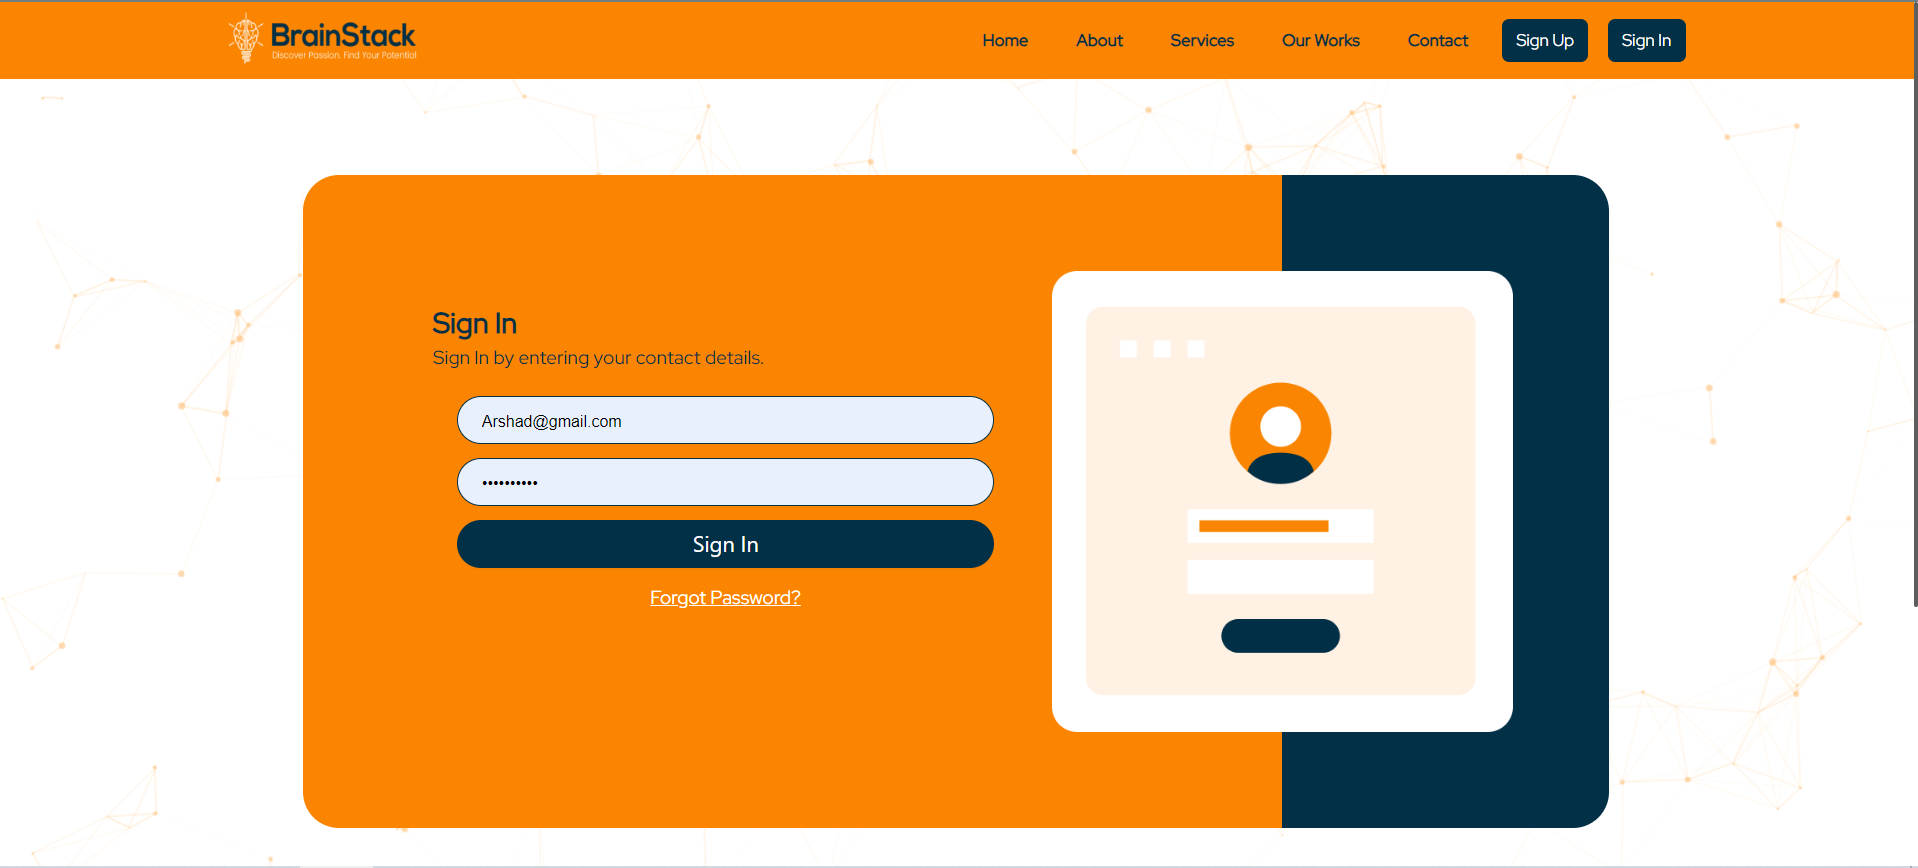 BrainStack
Discover Passion. Find Your Potential
Home
About
Services
Our Works
Contact
Sign Up
Sign In
Sign In
Sign In by entering your contact details.
Arshad@gmail.com
••••••••••
Sign In
Forgot Password?